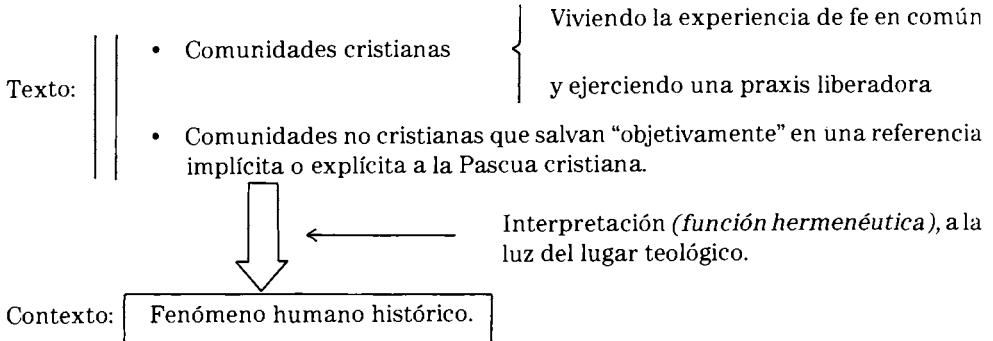 Viviendo la experiencia de fe en común
• Comunidades cristianas
Texto:
y ejerciendo una praxis liberadora
• Comunidades no cristianas que salvan “objetivamente” en una referencia
implícita o explícita a la Pascua cristiana.
Interpretación (función hermenéutica), a la
luz del lugar teológico.
Contexto: Fenómeno humano histórico.